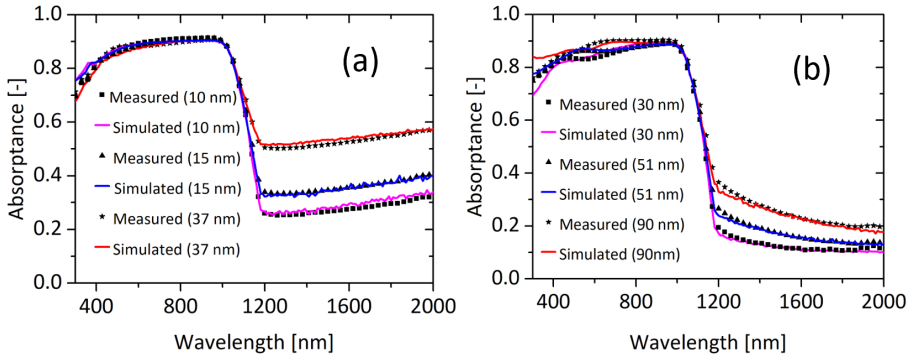 (a)
Absorptance [-]
1.0
0.8
0.6
0.4
0.2
0.0
Measured (10 nm)
Simulated (10 nm)
Measured (15 nm)
Simulated (15 nm)
Measured (37 nm)
Simulated (37 nm)
400 800 1200 1600 2000
Wavelength [nm]
(b)
Absorptance [-]
1.0
0.8
0.6
0.4
0.2
0.0
Measured (30 nm)
Simulated (30 nm)
Measured (51 nm)
Simulated (51 nm)
Measured (90 nm)
Simulated (90nm)
400 800 1200 1600 2000
Wavelength [nm]